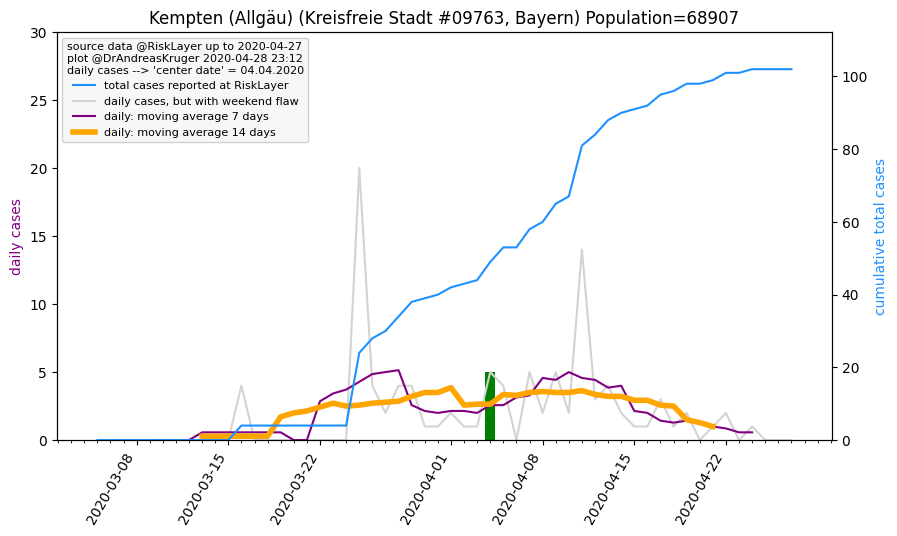 Kempten (Allgäu) (Kreisfreie Stadt #09763, Bayern) Population=68907
source data @RiskLayer up to 2020-04-27
plot @DrAndreasKruger 2020-04-28 23:12
daily cases --> 'center date' = 04.04.2020
total cases reported at RiskLayer
daily cases, but with weekend flaw
daily: moving average 7 days
daily: moving average 14 days
daily cases
30
25
20
15
10
5
0
cumulative total cases
100
80
60
40
20
0
2020-03-08
2020-03-15
2020-03-22
2020-04-01
2020-04-08
2020-04-15
2020-04-22